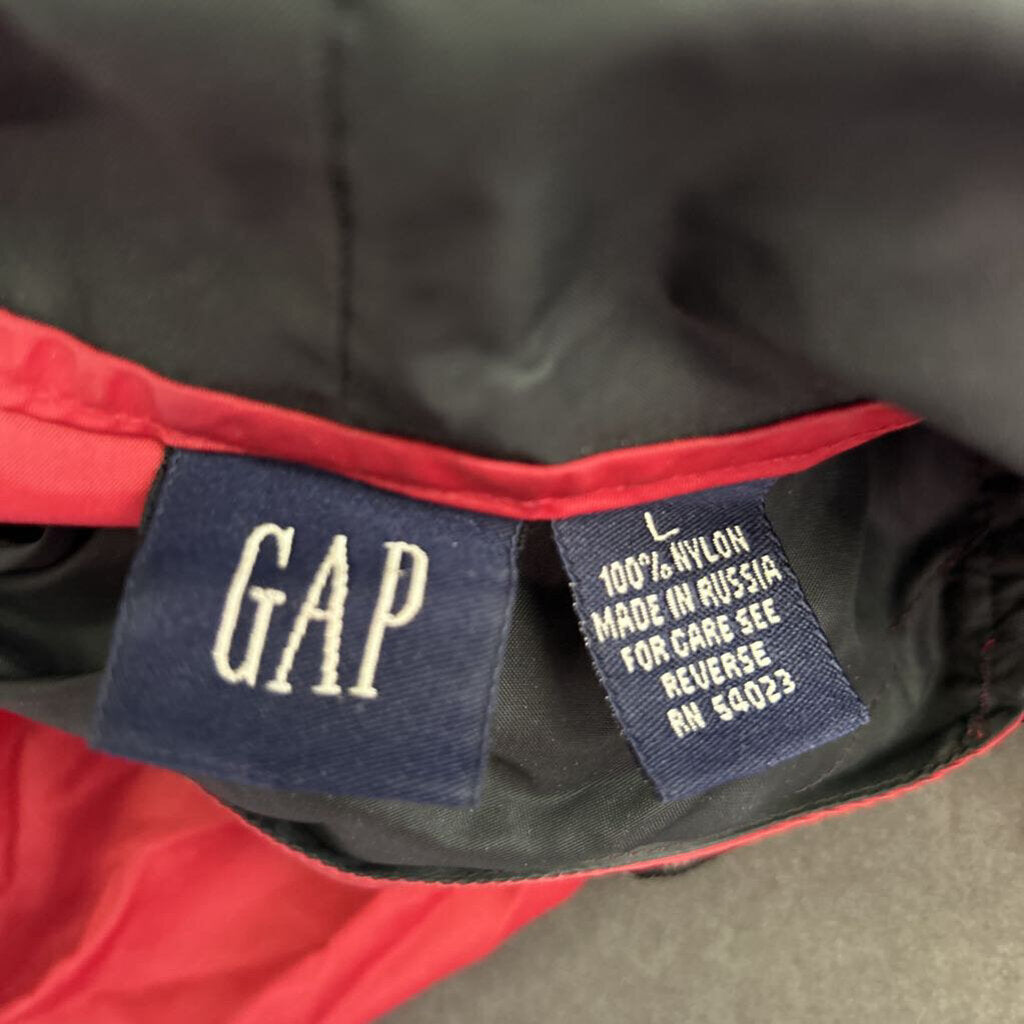 GAP
L
100% NYLON
MADE IN RUSSIA
FOR CARE SEE
REVERSE
RN 54023